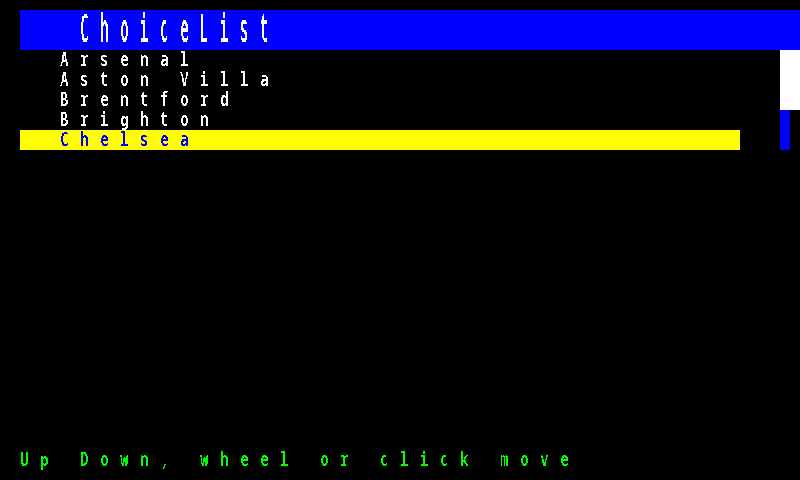 ChoiceList
Arsenal
Aston Villa
Brentford
Brighton
Chelsea
Up Down, wheel or click move